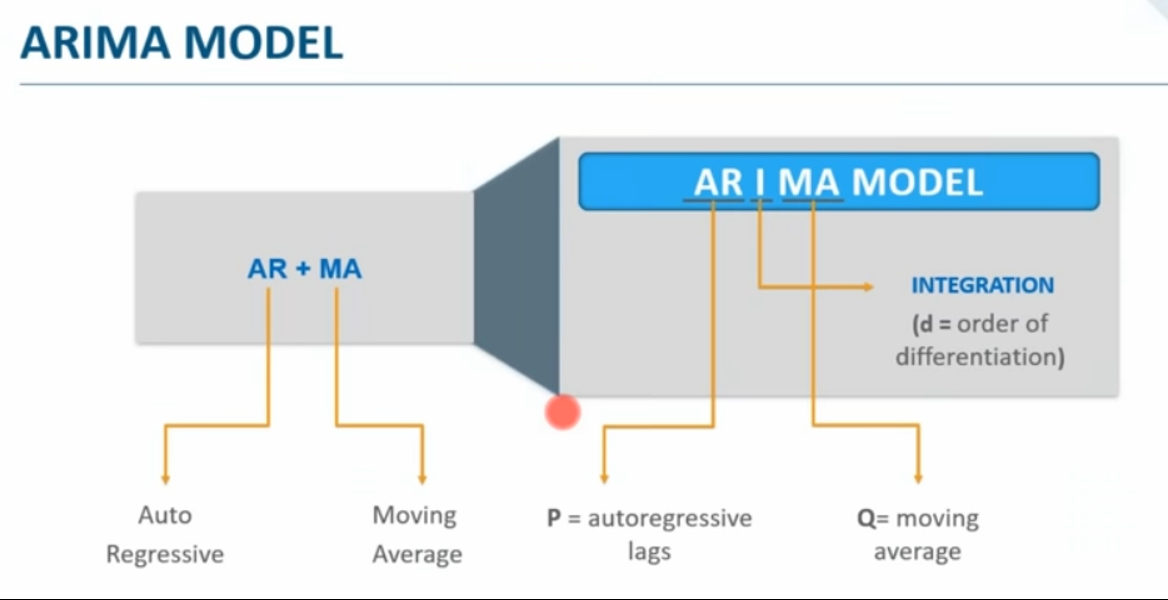 ARIMA MODEL
AR I MA MODEL
AR + MA
INTEGRATION
(d = order of
differentiation)
Auto
Regressive
Moving
Average
P = autoregressive
lags
Q= moving
average